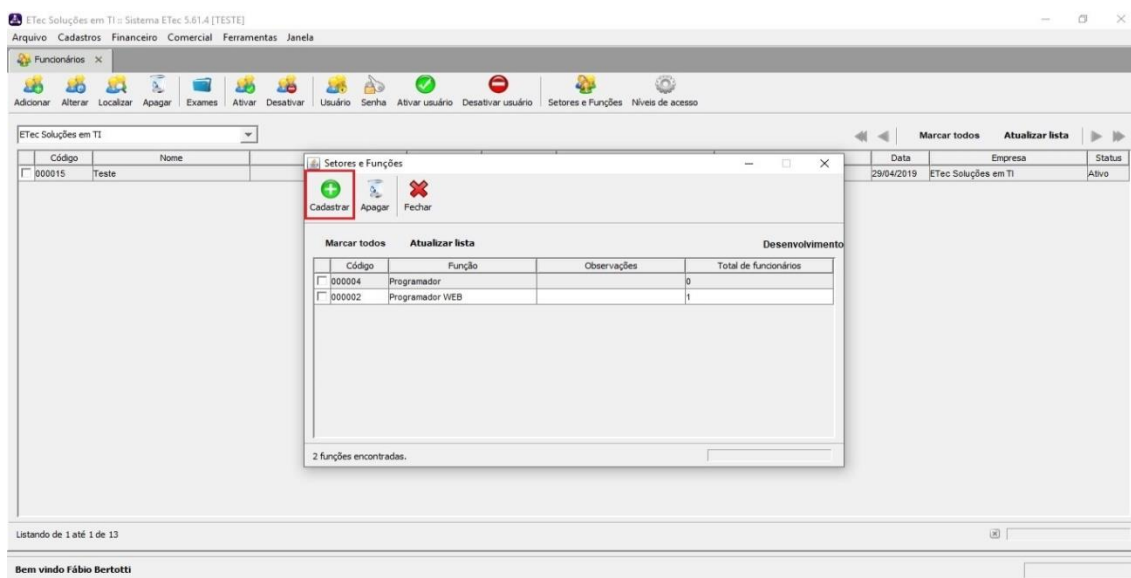 ETec Soluções em TI :: Sistema ETec 5.61.4 [TESTE]
Arquivo Cadastros Financeiro Comercial Ferramentas Janela
Funcionários
Adicionar Alterar Localizar Apagar Exames Ativar Desativar Usuário Senha Ativar usuário Desativar usuário Setores e Funções Níveis de acesso
ETec Soluções em TI Marcar todos Atualizar lista
Código Nome Data Empresa Status
000015 Teste 29/04/2019 ETec Soluções em TI Ativo
Setores e Funções
Cadastrar Apagar Fechar
Marcar todos Atualizar lista Desenvolvimento
Código Função Observações Total de funcionários
000004 Programador 0
000002 Programador WEB 1
2 funções encontradas.
Listando de 1 até 1 de 13
Bem vindo Fábio Bertotti